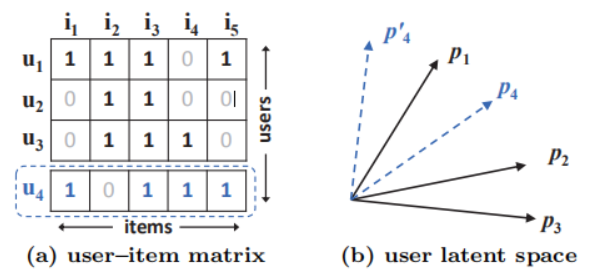 i1 i2 i3 i4 i5
u1 1 1 1 0 1
u2 0 1 1 0 0
u3 0 1 1 1 0
u4 1 0 1 1 1
users
items
(a) user–item matrix
p'4
p1
p4
p2
p3
(b) user latent space